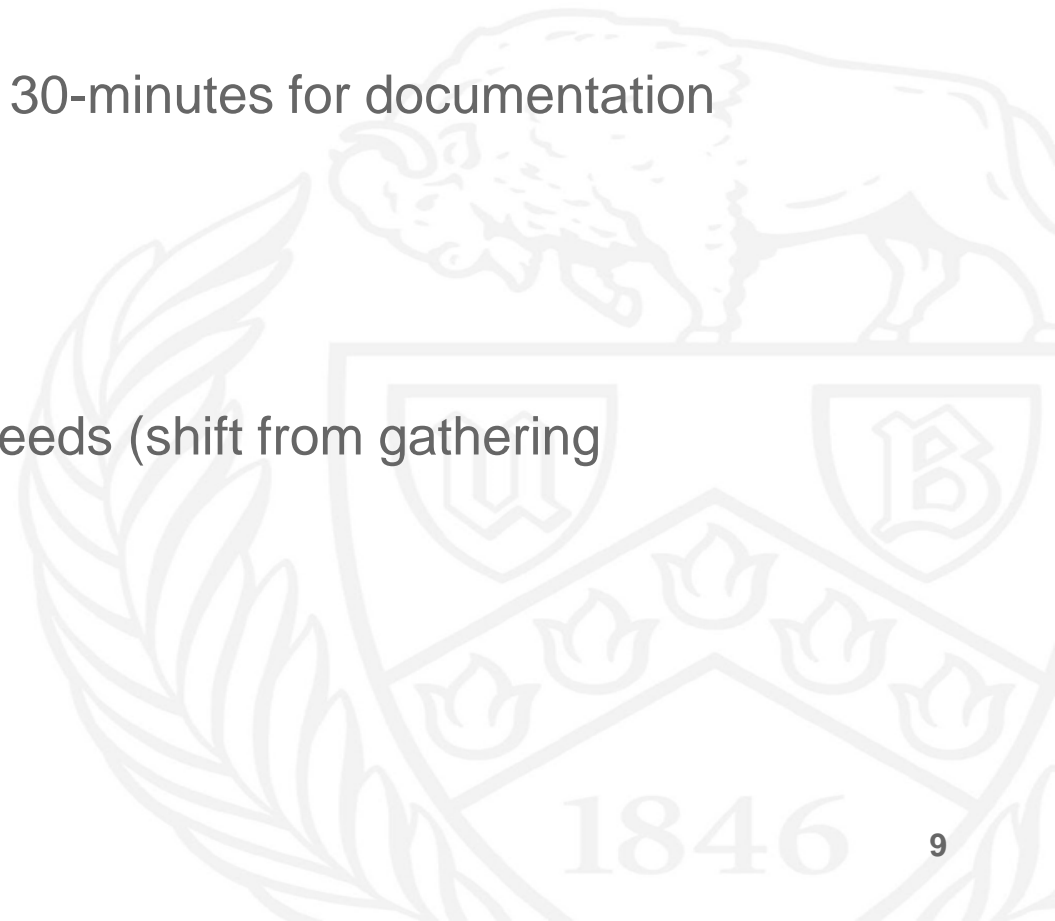 30-minutes for documentation
eeds (shift from gathering
U B
1846
9